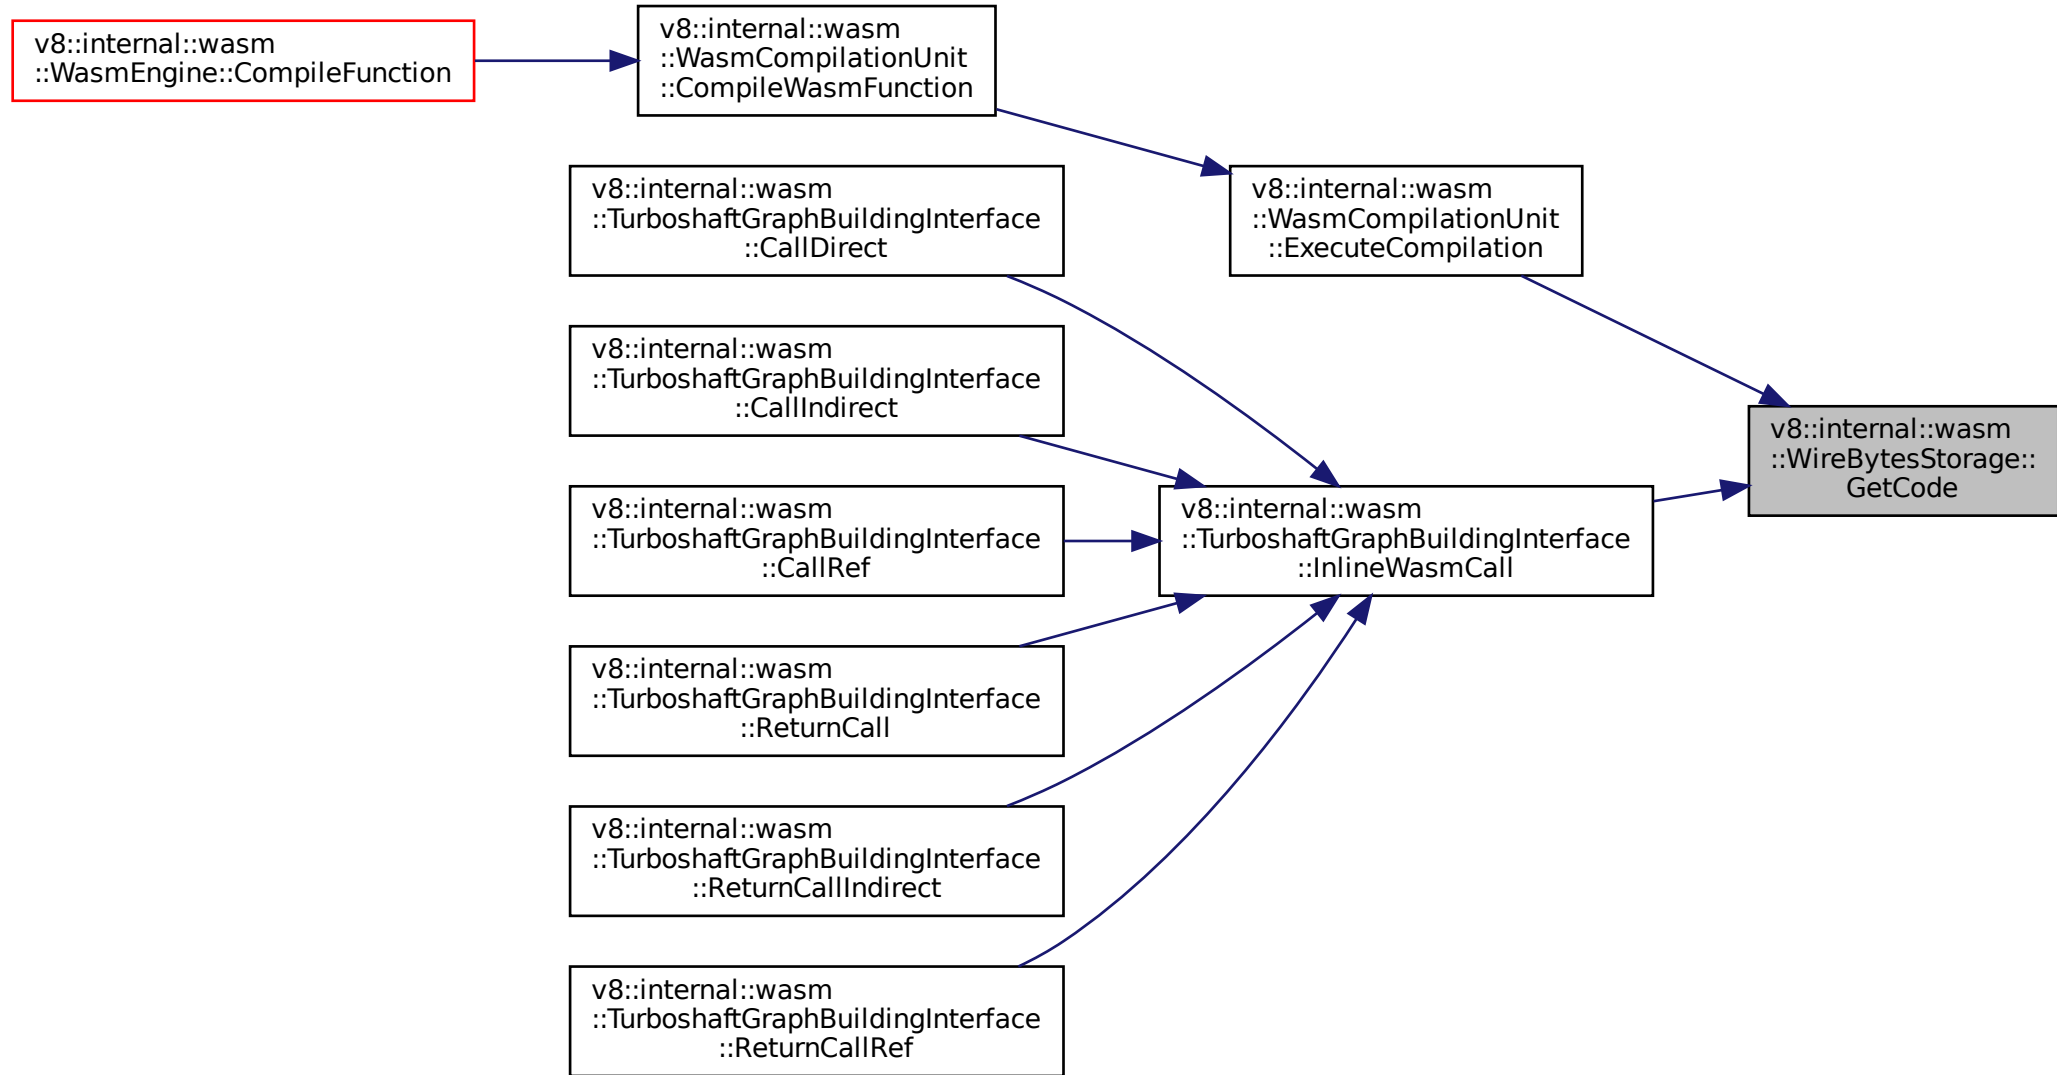 v8::internal::wasm
::WasmEngine::CompileFunction
v8::internal::wasm
::WasmCompilationUnit
::CompileWasmFunction
v8::internal::wasm
::TurboshaftGraphBuildingInterface
::CallDirect
v8::internal::wasm
::WasmCompilationUnit
::ExecuteCompilation
v8::internal::wasm
::TurboshaftGraphBuildingInterface
::CallIndirect
v8::internal::wasm
::WireBytesStorage::
GetCode
v8::internal::wasm
::TurboshaftGraphBuildingInterface
::CallRef
v8::internal::wasm
::TurboshaftGraphBuildingInterface
::InlineWasmCall
v8::internal::wasm
::TurboshaftGraphBuildingInterface
::ReturnCall
v8::internal::wasm
::TurboshaftGraphBuildingInterface
::ReturnCallIndirect
v8::internal::wasm
::TurboshaftGraphBuildingInterface
::ReturnCallRef